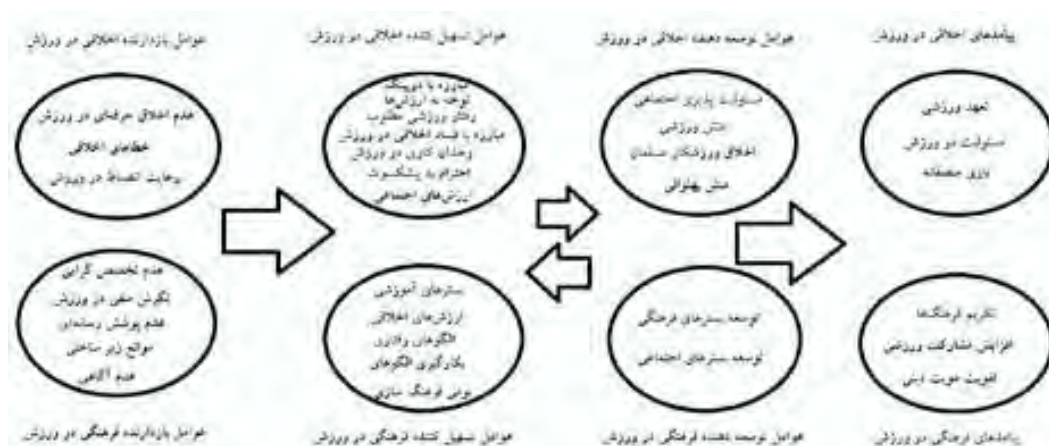 عوامل بازدارنده اخلاقی در ورزش
عدم اخلاق حرفه‌ای در ورزش
خطاهای اخلاقی
رعایت انضباط در ورزش
عوامل تسهیل کننده اخلاقی در ورزش
مبارزه با دوپینگ
توجه به ارزش‌ها
رفتار ورزشی مطلوب
مبارزه با فساد اخلاقی در ورزش
وجدان کاری در ورزش
احترام به پیشکسوت
ارزش‌های اجتماعی
عوامل توسعه دهنده اخلاقی در ورزش
مسئولیت پذیری اجتماعی
منش ورزشی
اخلاق ورزشکار مسلمان
منش پهلوانی
پیامدهای اخلاقی در ورزش
تعهد ورزشی
مسئولیت در ورزش
بازی منصفانه
عدم تخصص گرایی
نگرش منفی در ورزش
عدم پوشش رسانه‌ای
موانع زیر ساختی
عدم آگاهی
عوامل بازدارنده فرهنگی در ورزش
بسترهای آموزشی
ارزش‌های اخلاقی
الگوهای رفتاری
بکارگیری الگوهای
بومی فرهنگ سازی
عوامل تسهیل کننده فرهنگی در ورزش
توسعه بسترهای فرهنگی
توسعه بسترهای اجتماعی
عوامل توسعه دهنده فرهنگی در ورزش
تکریم فرهنگ‌ها
افزایش مشارکت ورزشی
تقویت هویت دینی
پیامدهای فرهنگی در ورزش